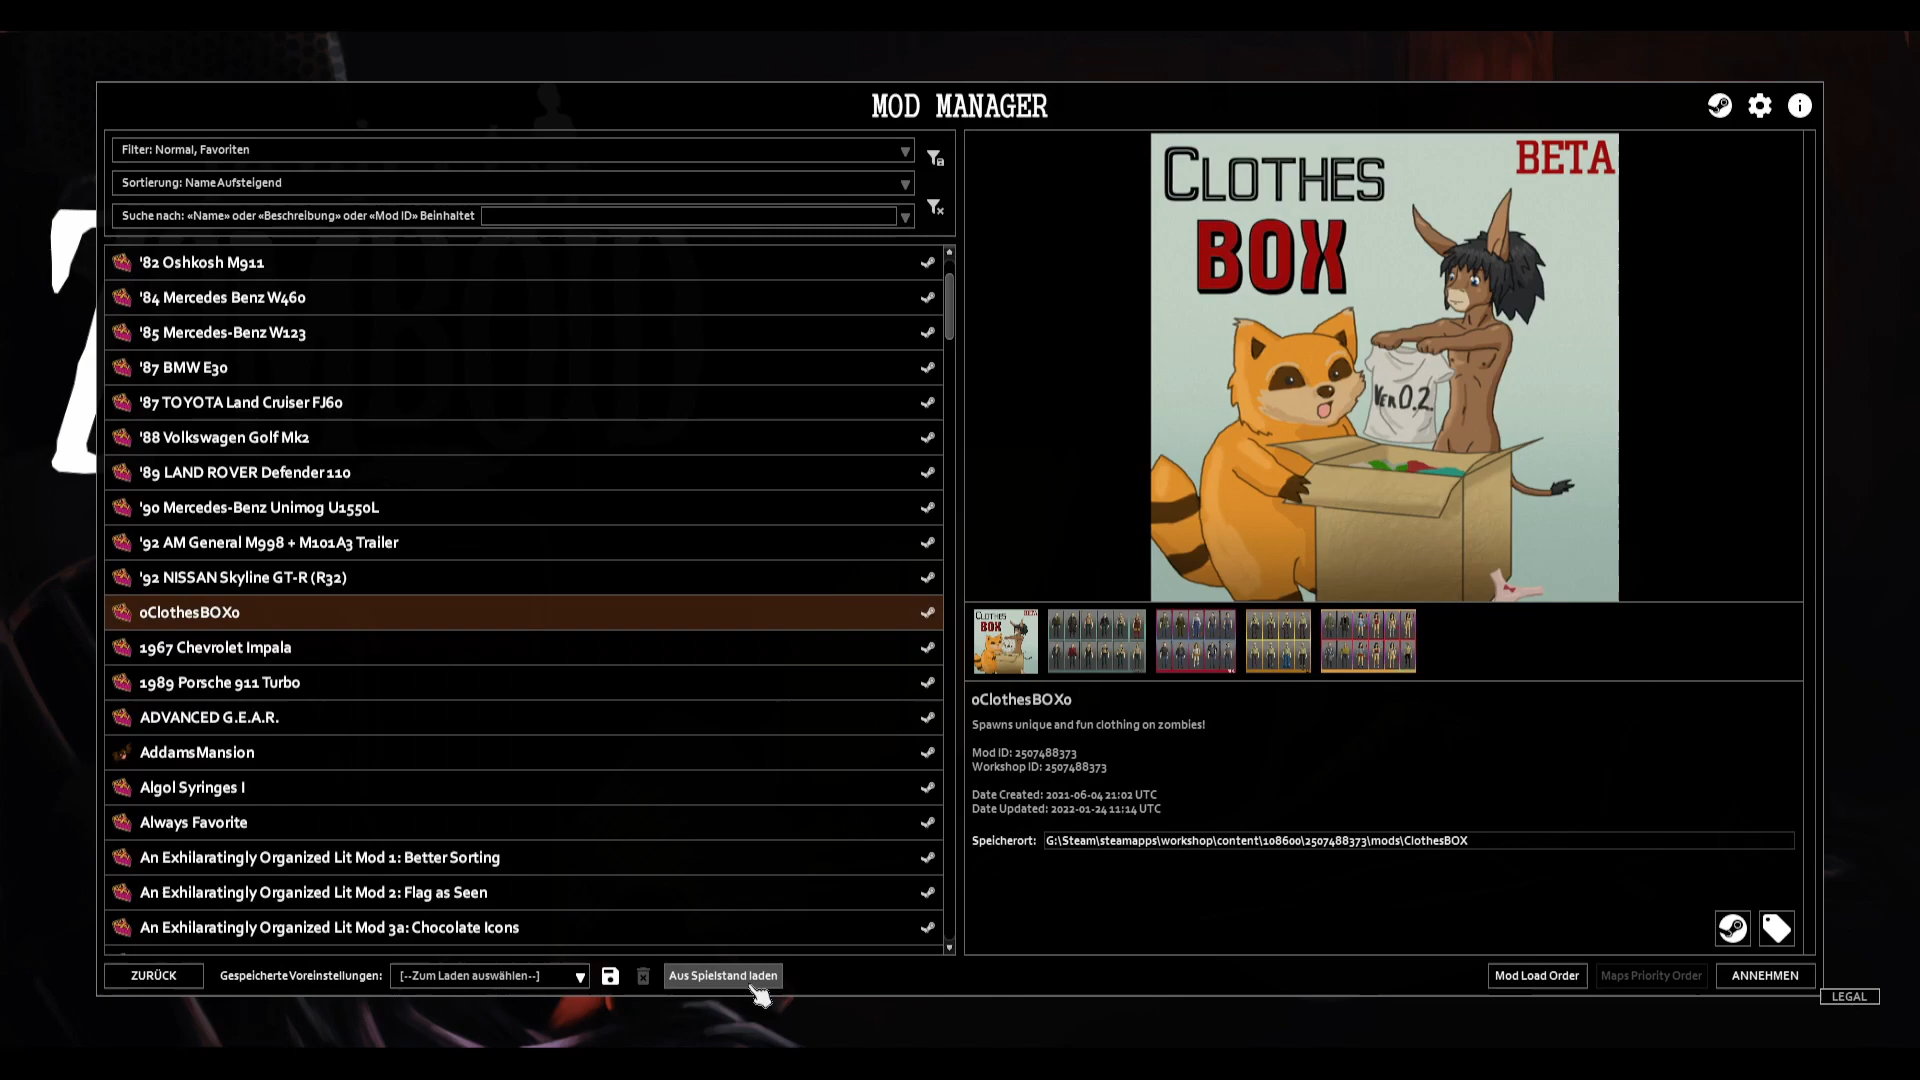 MOD MANAGER
Filter: Normal, Favoriten
Sortierung: Name Aufsteigend
Suche nach: «Name» oder «Beschreibung» oder «Mod ID» Beinhaltet
'82 Oshkosh M911
'84 Mercedes Benz W460
'85 Mercedes-Benz W123
'87 BMW E30
'87 TOYOTA Land Cruiser FJ60
'88 Volkswagen Golf Mk2
'89 LAND ROVER Defender 110
'90 Mercedes-Benz Unimog U1550L
'92 AM General M998 + M101A3 Trailer
'92 NISSAN Skyline GT-R (R32)
0ClothesBOX0
1967 Chevrolet Impala
1989 Porsche 911 Turbo
ADVANCED G.E.A.R.
AddamsMansion
Algol Syringes I
Always Favorite
An Exhilaratingly Organized Lit Mod 1: Better Sorting
An Exhilaratingly Organized Lit Mod 2: Flag as Seen
An Exhilaratingly Organized Lit Mod 3a: Chocolate Icons
CLOTHES
BOX
BETA
Ver 0.2.
CLOTHES
BOX
BETA
0ClothesBOX0
Spawns unique and fun clothing on zombies!
Mod ID: 2507488373
Workshop ID: 2507488373
Date Created: 2021-06-04 21:02 UTC
Date Updated: 2022-01-24 11:14 UTC
Speicherort: G:\Steam\steamapps\workshop\content\108600\2507488373\mods\ClothesBOX
ZURÜCK
Gespeicherte Voreinstellungen:
[--Zum Laden auswählen--]
Aus Spielstand laden
Mod Load Order
Maps Priority Order
ANNEHMEN
LEGAL